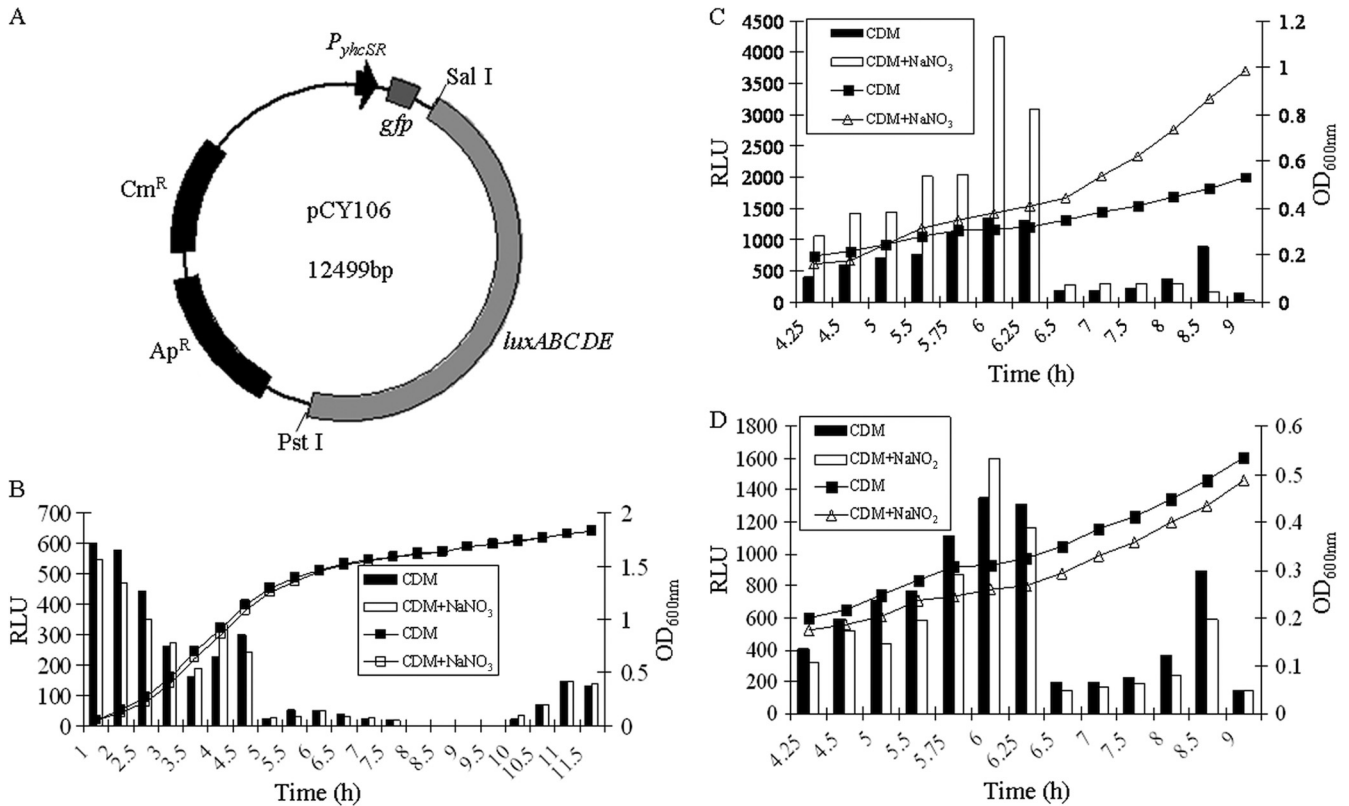 A
P yhcSR
gfp
Sal I
Cm^R
pCY106
12499bp
Ap^R
luxABCDE
Pst I
B
700
600
500
400
300
200
100
0
RLU
2
1.5
1
0.5
0
OD600nm
CDM
CDM+NaNO3
CDM
CDM+NaNO3
1
2
2.5
3
3.5
4
4.5
5
5.5
6
6.5
7
7.5
8
8.5
9
9.5
10
10.5
11
11.5
Time (h)
C
4500
4000
3500
3000
2500
2000
1500
1000
500
0
RLU
1.2
1
0.8
0.6
0.4
0.2
0
OD600nm
CDM
CDM+NaNO3
CDM
CDM+NaNO3
4.25
4.5
5
5.5
5.75
6
6.25
6.5
7
7.5
8
8.5
9
Time (h)
D
1800
1600
1400
1200
1000
800
600
400
200
0
RLU
0.6
0.5
0.4
0.3
0.2
0.1
0
OD600nm
CDM
CDM+NaNO2
CDM
CDM+NaNO2
4.25
4.5
5
5.5
5.75
6
6.25
6.5
7
7.5
8
8.5
9
Time (h)